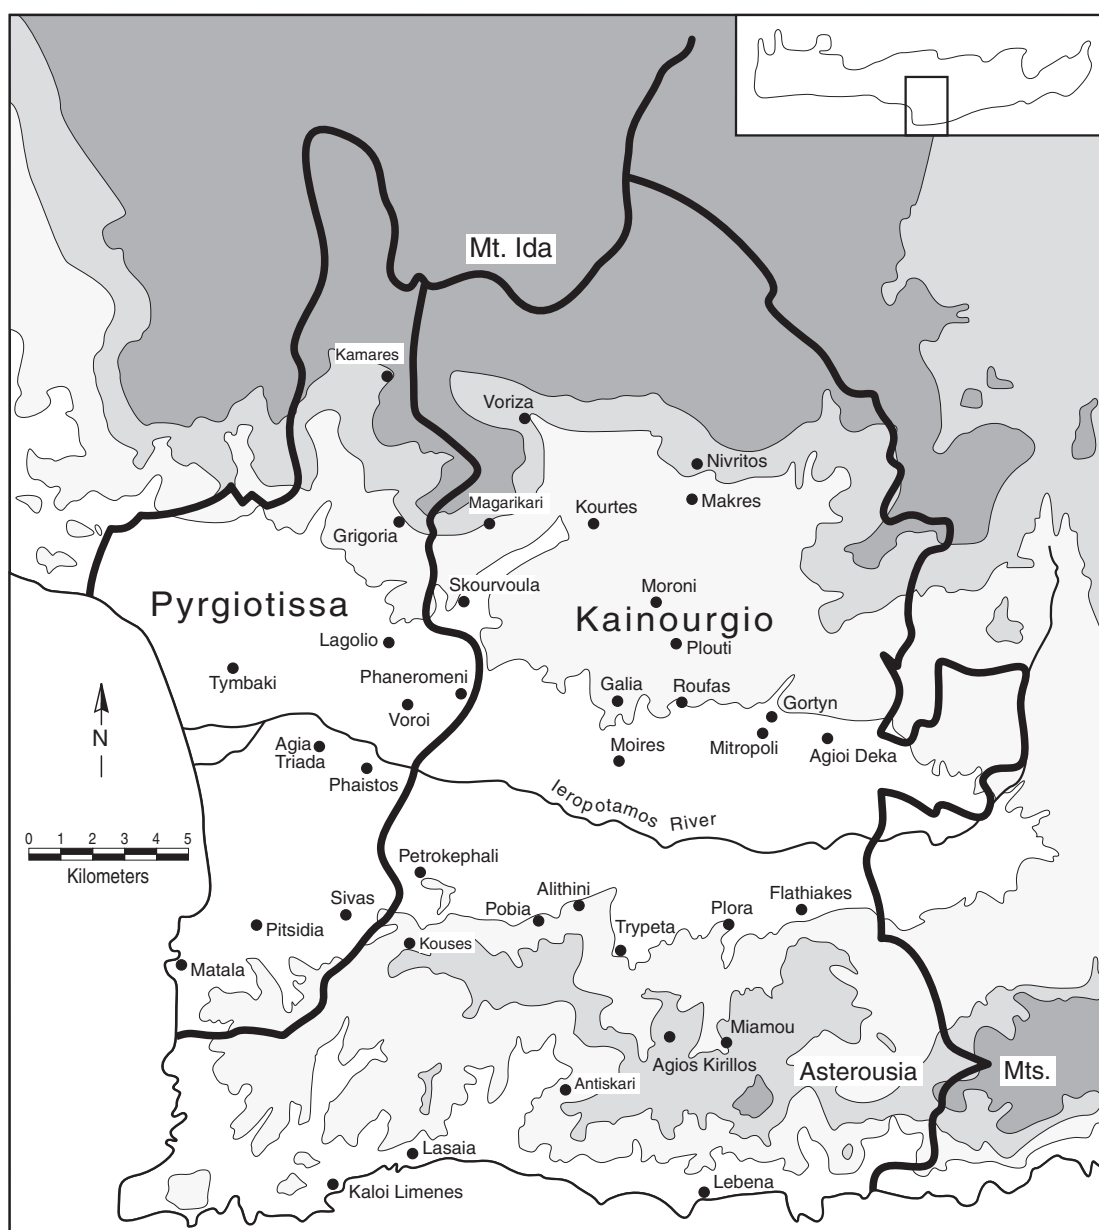 Mt. Ida
Kamares
Voriza
Nivritos
Makres
Magarikari
Kourtes
Grigoria
Skourvoula
Moroni
Pyrgiotissa
Kainourgio
Lagolio
Plouti
Tymbaki
Phaneromeni
Galia
Roufas
Voroi
Gortyn
N
Agia
Triada
Moires
Mitropoli
Agioi Deka
Phaistos
Ieropotamos River
0 1 2 3 4 5
Kilometers
Petrokephali
Alithini
Flathiakes
Sivas
Pobia
Plora
Pitsidia
Trypeta
Kouses
Matala
Miamou
Agios Kirillos
Asterousia Mts.
Antiskari
Lasaia
Kaloi Limenes
Lebena